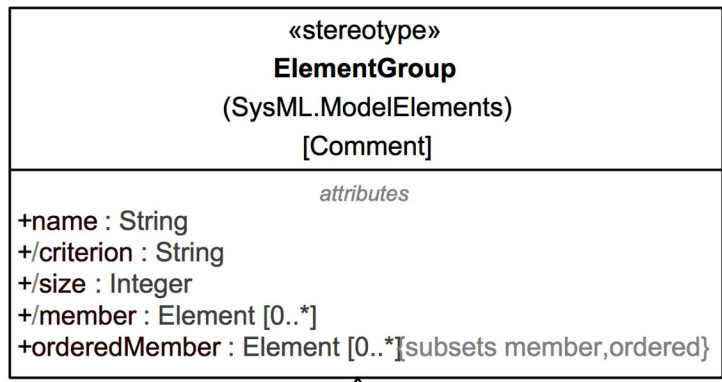 «stereotype»
ElementGroup
(SysML.ModelElements)
[Comment]
attributes
+name : String
+/criterion : String
+/size : Integer
+/member : Element [0..*]
+orderedMember : Element [0..*]{subsets member,ordered}